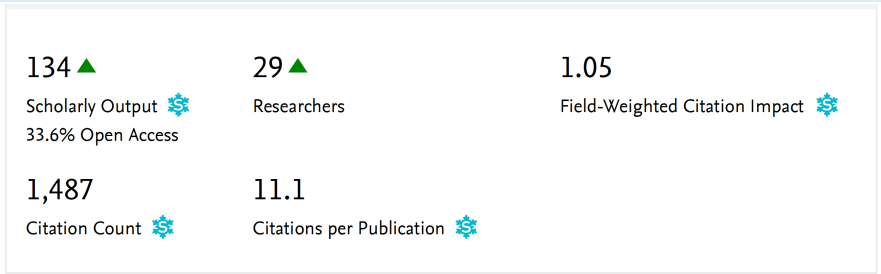 134
Scholarly Output
33.6% Open Access
29
Researchers
1.05
Field-Weighted Citation Impact
1,487
Citation Count
11.1
Citations per Publication